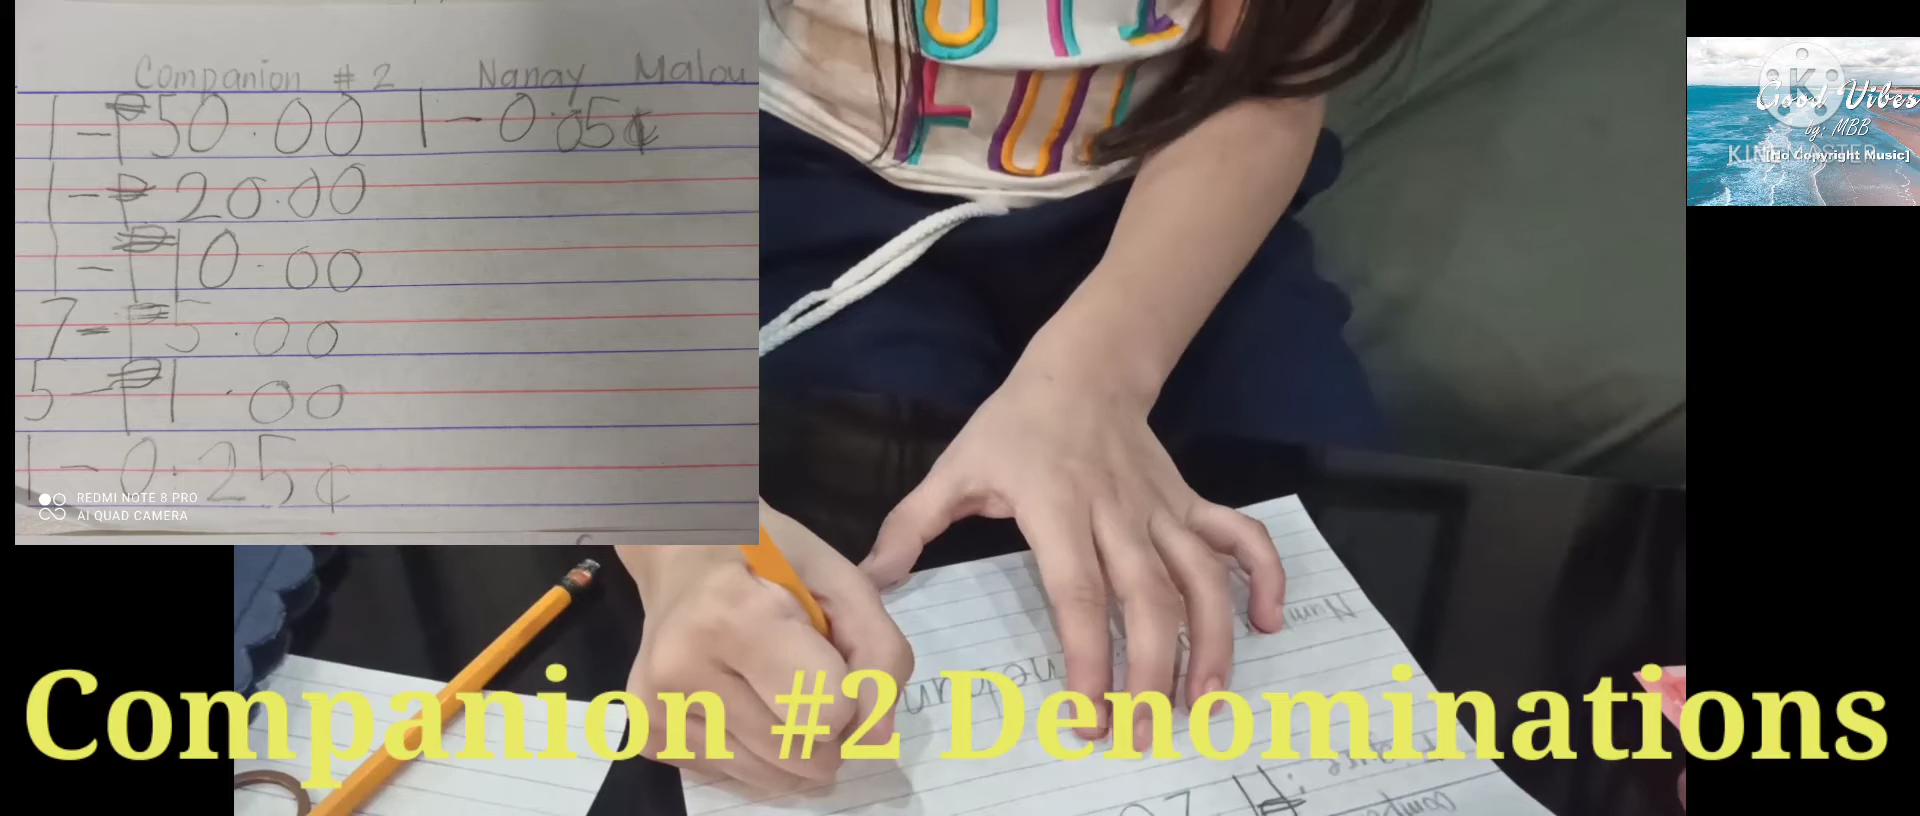 Companion # 2 Nanay Malou
1 - ₱50.00 1 - 0.05¢
1 - ₱20.00
1 - ₱10.00
7 - ₱5.00
5 - ₱1.00
1 - 0.25¢
REDMI NOTE 8 PRO
AI QUAD CAMERA
Good Vibes
by: MBB
KINEMASTER
[No Copyright Music]
Companion #2 Denominations